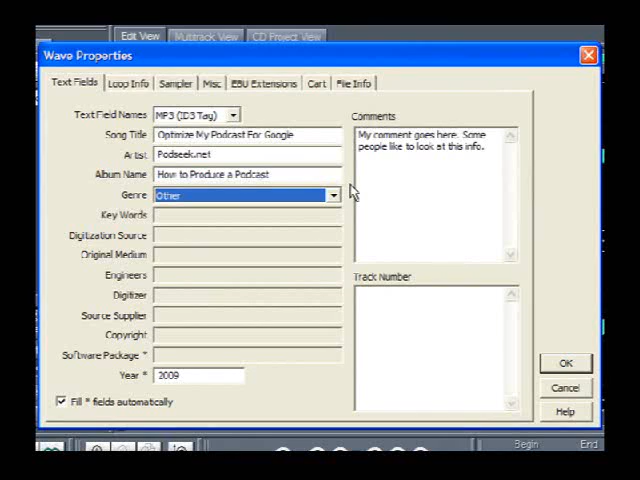 Edit View Multitrack View CD Project View
Wave Properties
Text Fields Loop Info Sampler Misc EBU Extensions Cart File Info
Text Field Names MP3 (ID3 Tag)
Song Title Optimize My Podcast For Google
Artist Podseek.net
Album Name How to Produce a Podcast
Genre Other
Key Words
Digitization Source
Original Medium
Engineers
Digitizer
Source Supplier
Copyright
Software Package *
Year * 2009
Fill * fields automatically
Comments
My comment goes here. Some
people like to look at this info.
Track Number
OK
Cancel
Help
Begin End